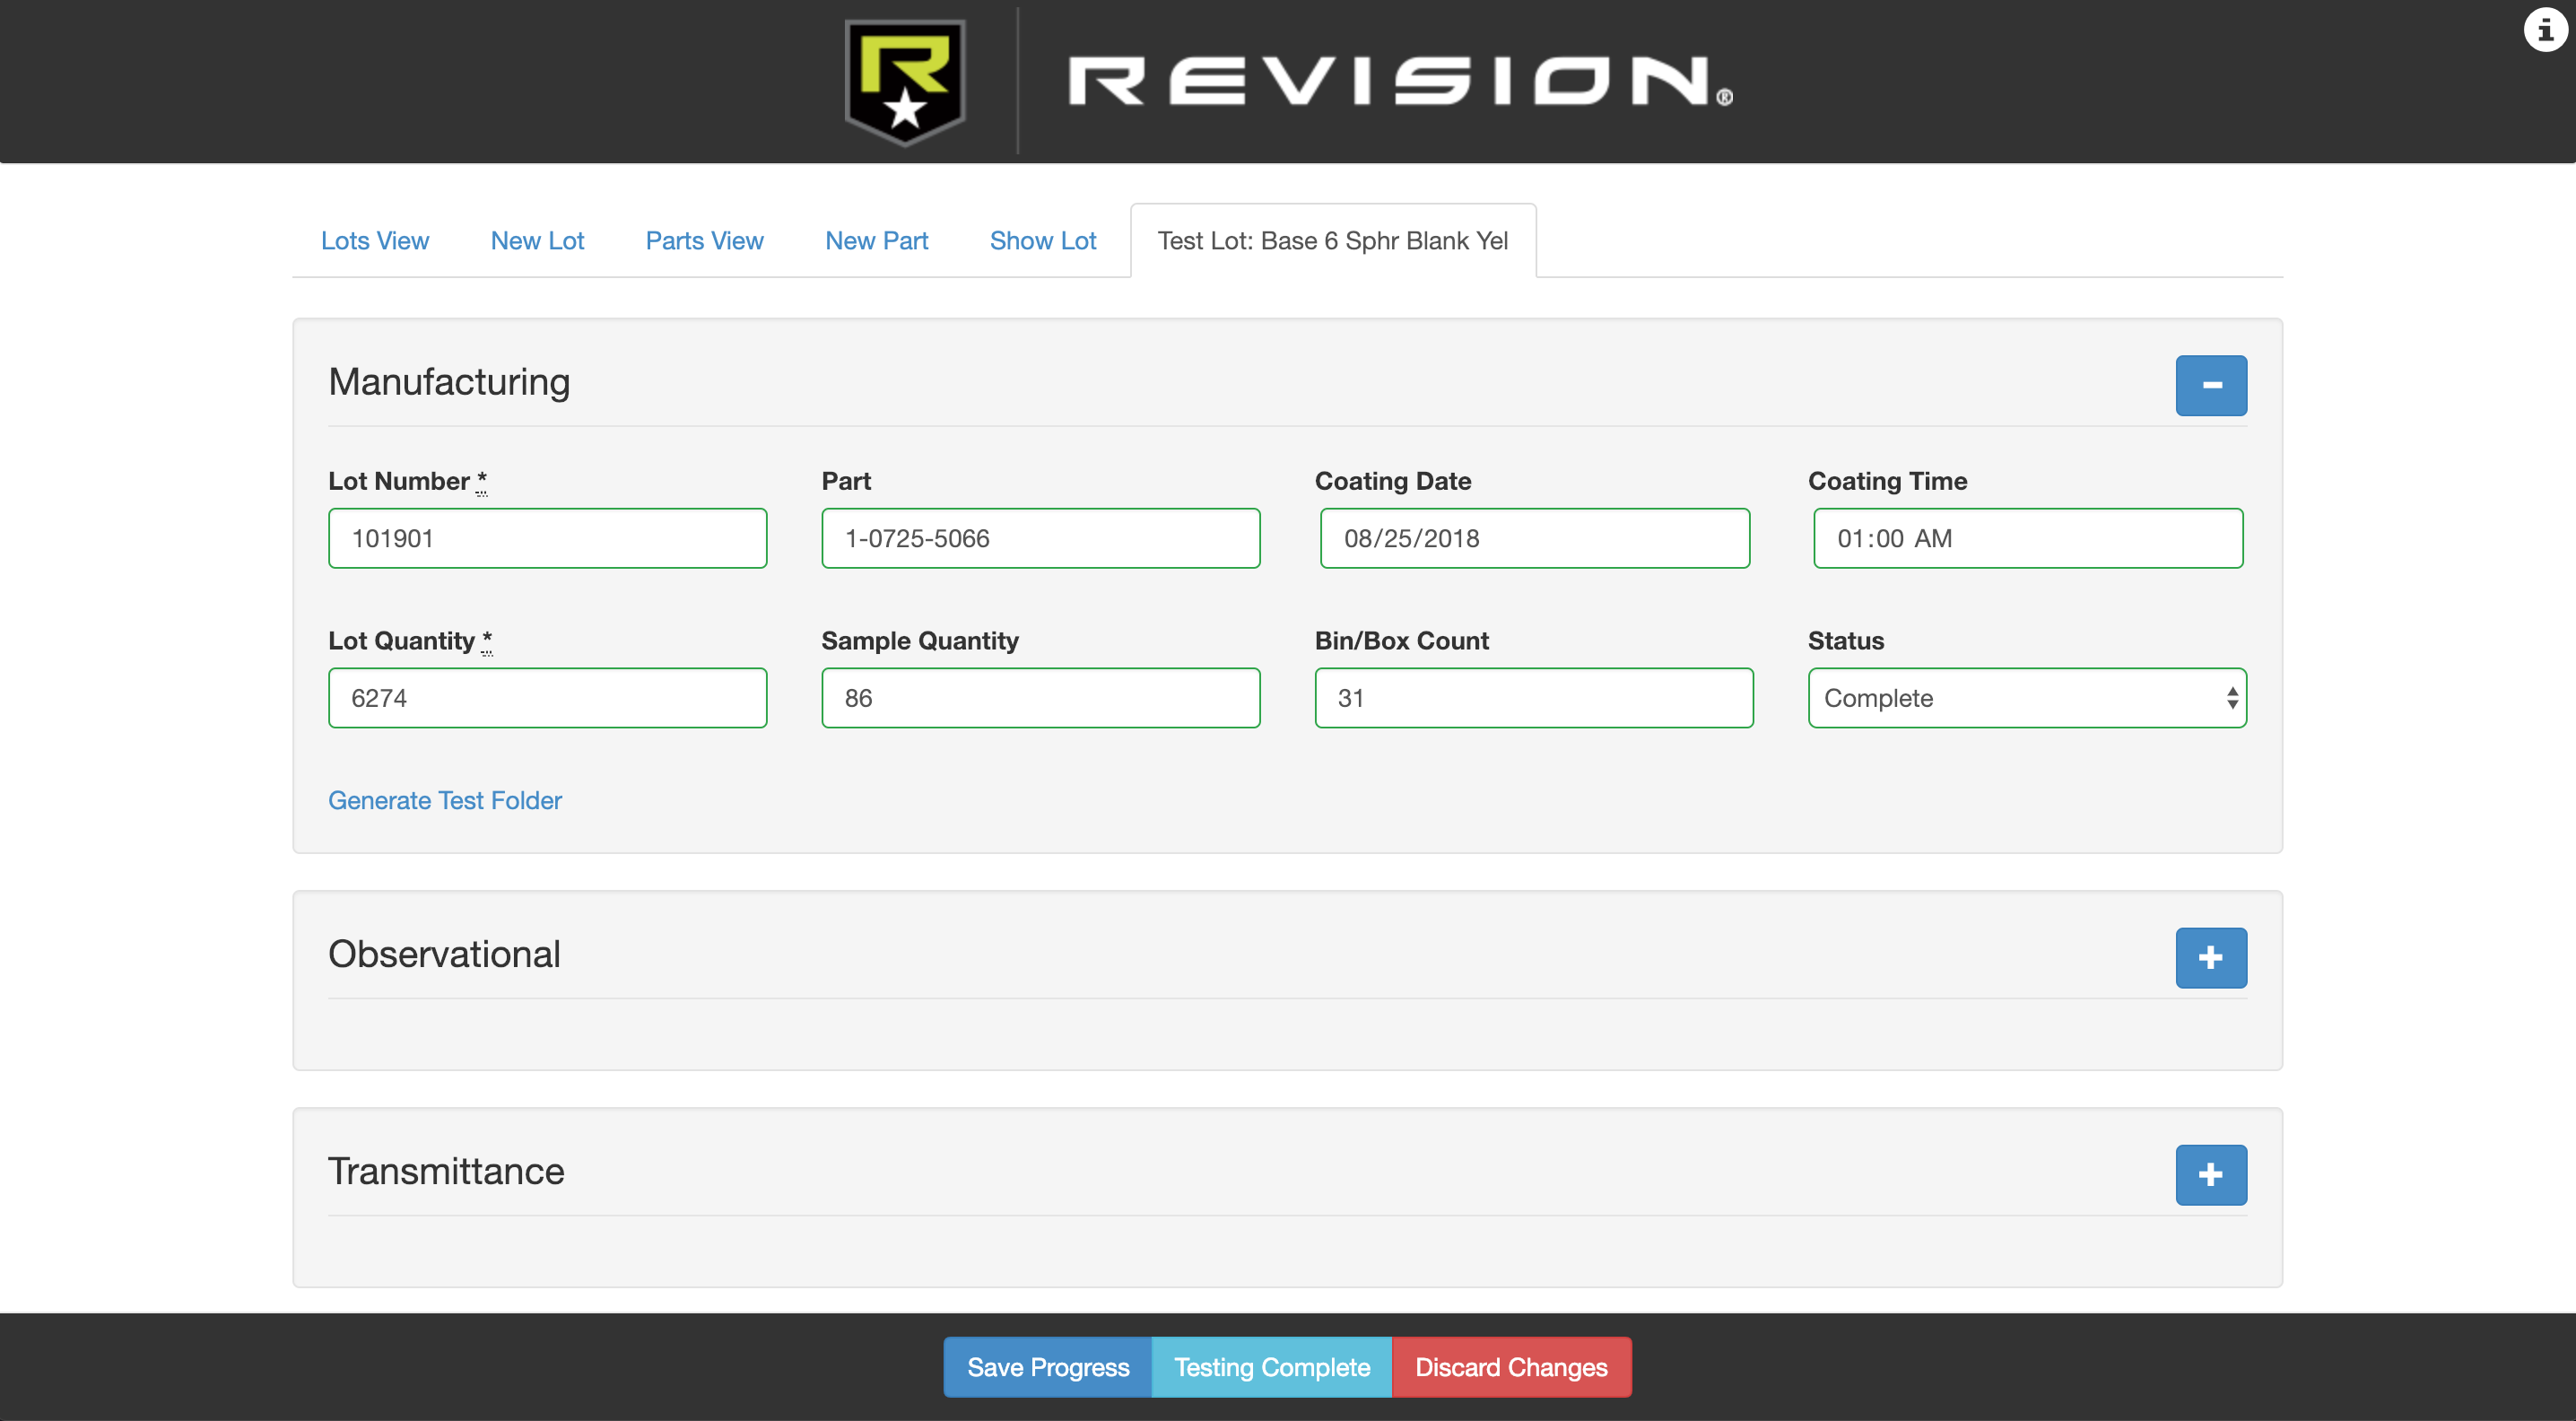 R
REVISION®
i
Lots View New Lot Parts View New Part Show Lot Test Lot: Base 6 Sphr Blank Yel
Manufacturing
Lot Number * Part Coating Date Coating Time
101901 1-0725-5066 08/25/2018 01:00 AM
Lot Quantity * Sample Quantity Bin/Box Count Status
6274 86 31 Complete
Generate Test Folder
Observational
Transmittance
Save Progress Testing Complete Discard Changes